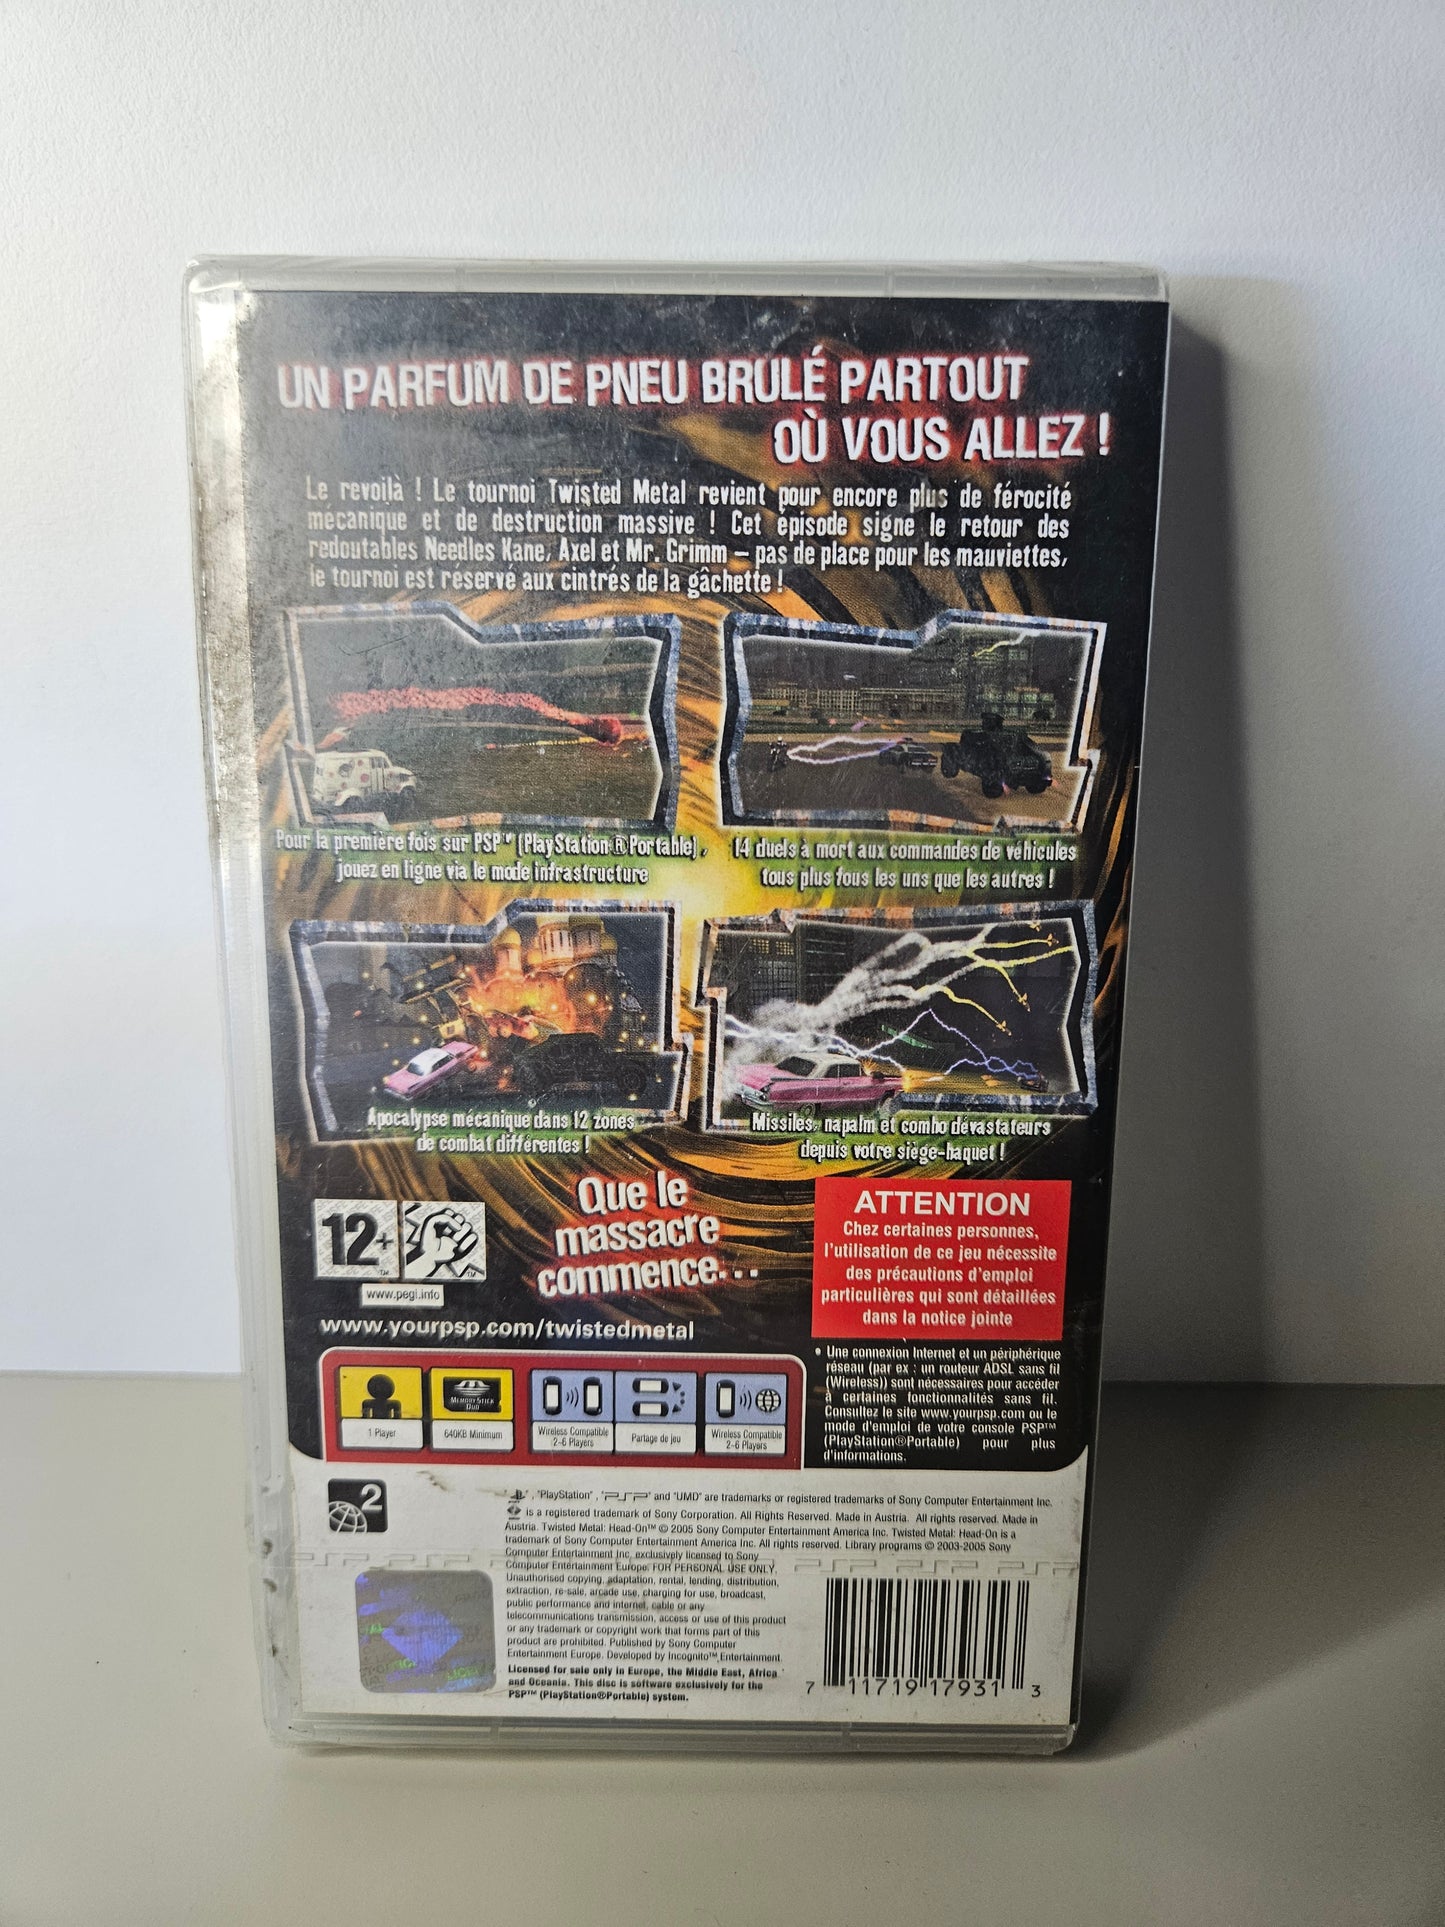 UN PARFUM DE PNEU BRULÉ PARTOUT
OÙ VOUS ALLEZ !
Le revoilà ! Le tournoi Twisted Metal revient pour encore plus de férocité
mécanique et de destruction massive ! Cet épisode signe le retour des
redoutables Needles Kane, Axel et Mr. Grimm – pas de place pour les mauviettes,
le tournoi est réservé aux cintrés de la gâchette !
Pour la première fois sur PSP™ (PlayStation®Portable),
jouez en ligne via le mode Infrastructure
14 duels à mort aux commandes de véhicules
tous plus fous les uns que les autres !
Apocalypse mécanique dans 12 zones
de combat différentes !
Missiles, napalm et combo dévastateurs
depuis votre siège-baquet !
12+™
™
www.pegi.info
Que le
massacre
commence...
www.yourpsp.com/twistedmetal
ATTENTION
Chez certaines personnes,
l'utilisation de ce jeu nécessite
des précautions d'emploi
particulières qui sont détaillées
dans la notice jointe
• Une connexion Internet et un périphérique
réseau (par ex : un routeur ADSL sans fil
(Wireless)) sont nécessaires pour accéder
à certaines fonctionnalités sans fil.
Consultez le site www.yourpsp.com ou le
mode d'emploi de votre console PSP™
(PlayStation®Portable) pour plus
d'informations.
MEMORY STICK
DUO
1 Player
640KB Minimum
Wireless Compatible
2-6 Players
Partage de jeu
Wireless Compatible
2-6 Players
2
" ", "PlayStation", "PSP" and "UMD" are trademarks or registered trademarks of Sony Computer Entertainment Inc.
" " is a registered trademark of Sony Corporation. All Rights Reserved. Made in Austria. All rights reserved. Made in
Austria. Twisted Metal: Head-On™ © 2005 Sony Computer Entertainment America Inc. Twisted Metal: Head-On is a
trademark of Sony Computer Entertainment America Inc. All rights reserved. Library programs © 2003-2005 Sony
Computer Entertainment Inc. exclusively licensed to Sony
Computer Entertainment Europe. FOR PERSONAL USE ONLY.
Unauthorised copying, adaptation, rental, lending, distribution,
extraction, re-sale, arcade use, charging for use, broadcast,
public performance and internet, cable or any
telecommunications transmission, access or use of this product
or any trademark or copyright work that forms part of this
product are prohibited. Published by Sony Computer
Entertainment Europe. Developed by Incognito™ Entertainment.
Licensed for sale only in Europe, the Middle East, Africa
and Oceania. This disc is software exclusively for the
PSP™ (PlayStation®Portable) system.
7 11719 17931 3